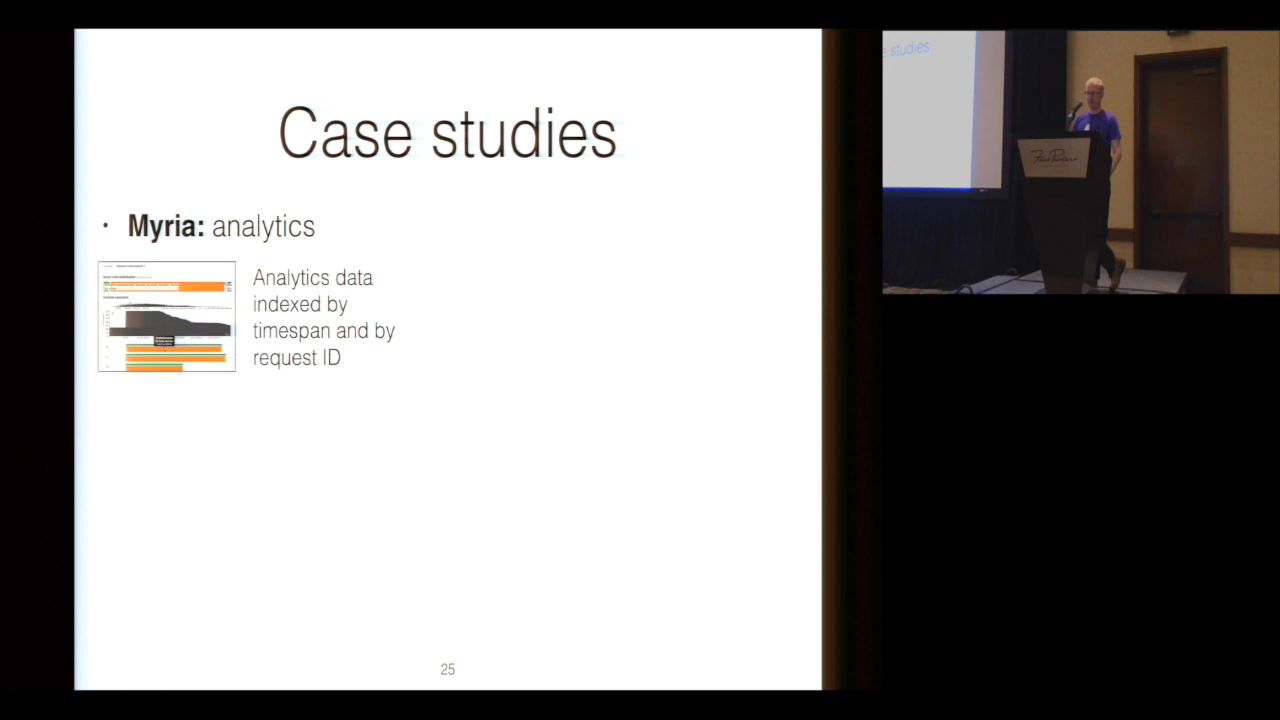 Case studies
• Myria: analytics
Analytics data
indexed by
timespan and by
request ID
25
studies